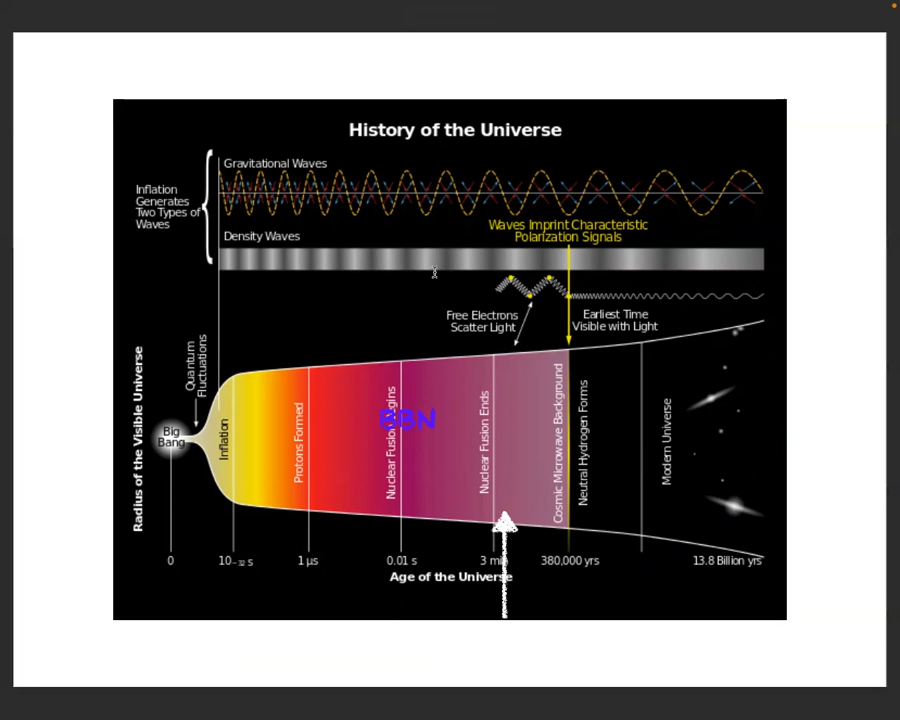 History of the Universe
Gravitational Waves
Inflation
Generates
Two Types of
Waves
Waves Imprint Characteristic
Polarization Signals
Density Waves
Free Electrons
Scatter Light
Earliest Time
Visible with Light
Radius of the Visible Universe
Quantum
Fluctuations
Big
Bang
Inflation
Protons Formed
Nuclear Fusion Begins
BBN
Nuclear Fusion Ends
Cosmic Microwave Background
Neutral Hydrogen Forms
Modern Universe
0
10⁻³² s
1 µs
0.01 s
3 min
380,000 yrs
13.8 Billion yrs
Age of the Universe